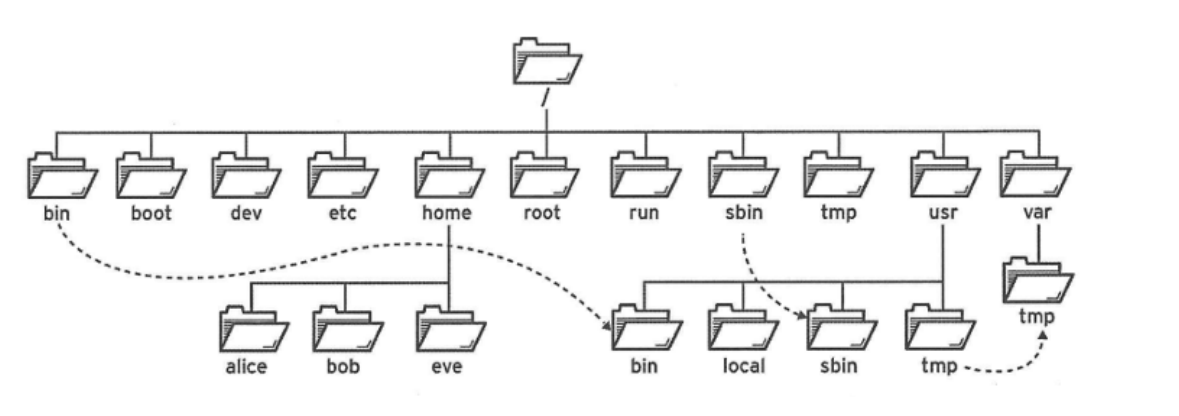 /
bin boot dev etc home root run sbin tmp usr var
tmp
alice bob eve bin local sbin tmp